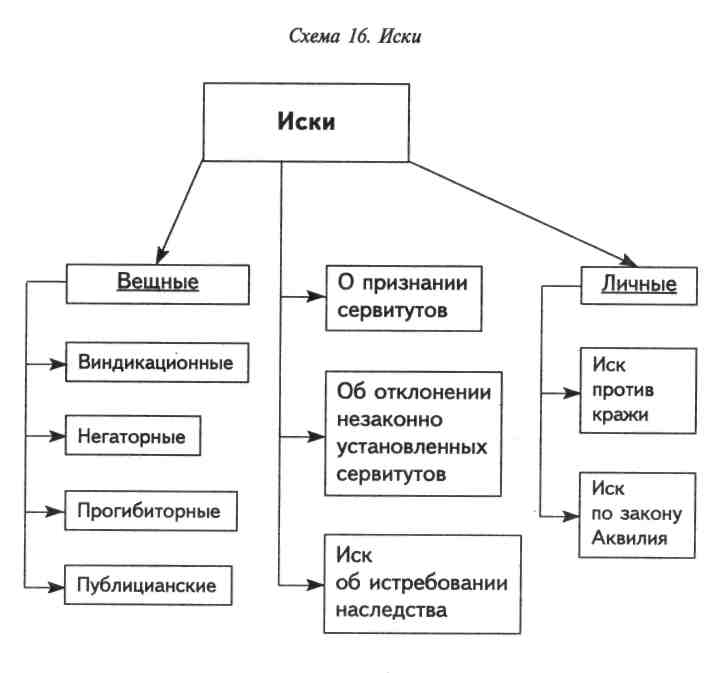 Схема 16. Иски
Иски
Вещные
Виндикационные
Негаторные
Прогибиторные
Публицианские
О признании
сервитутов
Об отклонении
незаконно
установленных
сервитутов
Иск
об истребовании
наследства
Личные
Иск
против
кражи
Иск
по закону
Аквилия